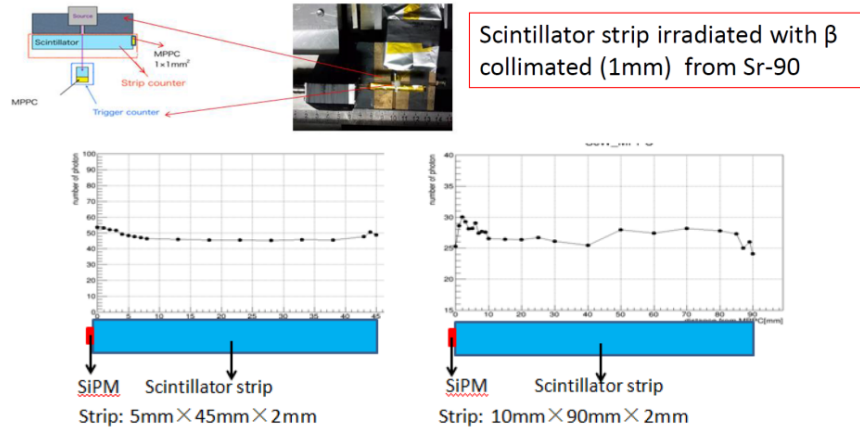 Source
Scintillator
MPPC
1×1mm²
Strip counter
MPPC
Trigger counter
Scintillator strip irradiated with β
collimated (1mm) from Sr-90
number of photon
100
90
80
70
60
50
40
30
20
10
0
0 5 10 15 20 25 30 35 40 45
SiPM Scintillator strip
Strip: 5mm×45mm×2mm
number of photon
40
35
30
25
20
15
0 10 20 30 40 50 60 70 80 90
distance from MPPC[mm]
SiPM Scintillator strip
Strip: 10mm×90mm×2mm